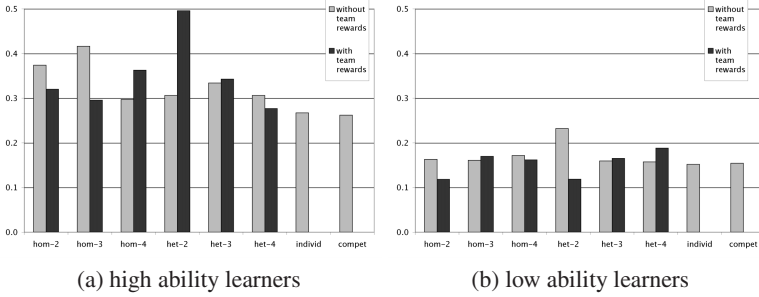 0.5
0.4
0.3
0.2
0.1
0.0
hom-2 hom-3 hom-4 het-2 het-3 het-4 individ compet
without
team
rewards
with
team
rewards
(a) high ability learners
0.5
0.4
0.3
0.2
0.1
0.0
hom-2 hom-3 hom-4 het-2 het-3 het-4 individ compet
without
team
rewards
with
team
rewards
(b) low ability learners